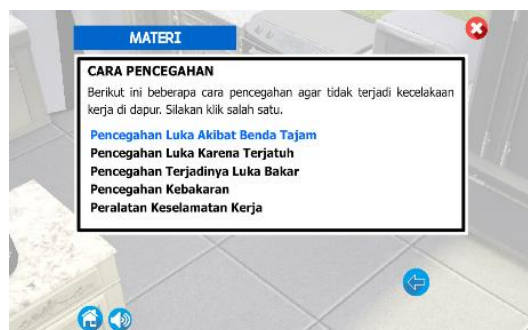 MATERI
CARA PENCEGAHAN
Berikut ini beberapa cara pencegahan agar tidak terjadi kecelakaan
kerja di dapur. Silakan klik salah satu.
Pencegahan Luka Akibat Benda Tajam
Pencegahan Luka Karena Terjatuh
Pencegahan Terjadinya Luka Bakar
Pencegahan Kebakaran
Peralatan Keselamatan Kerja